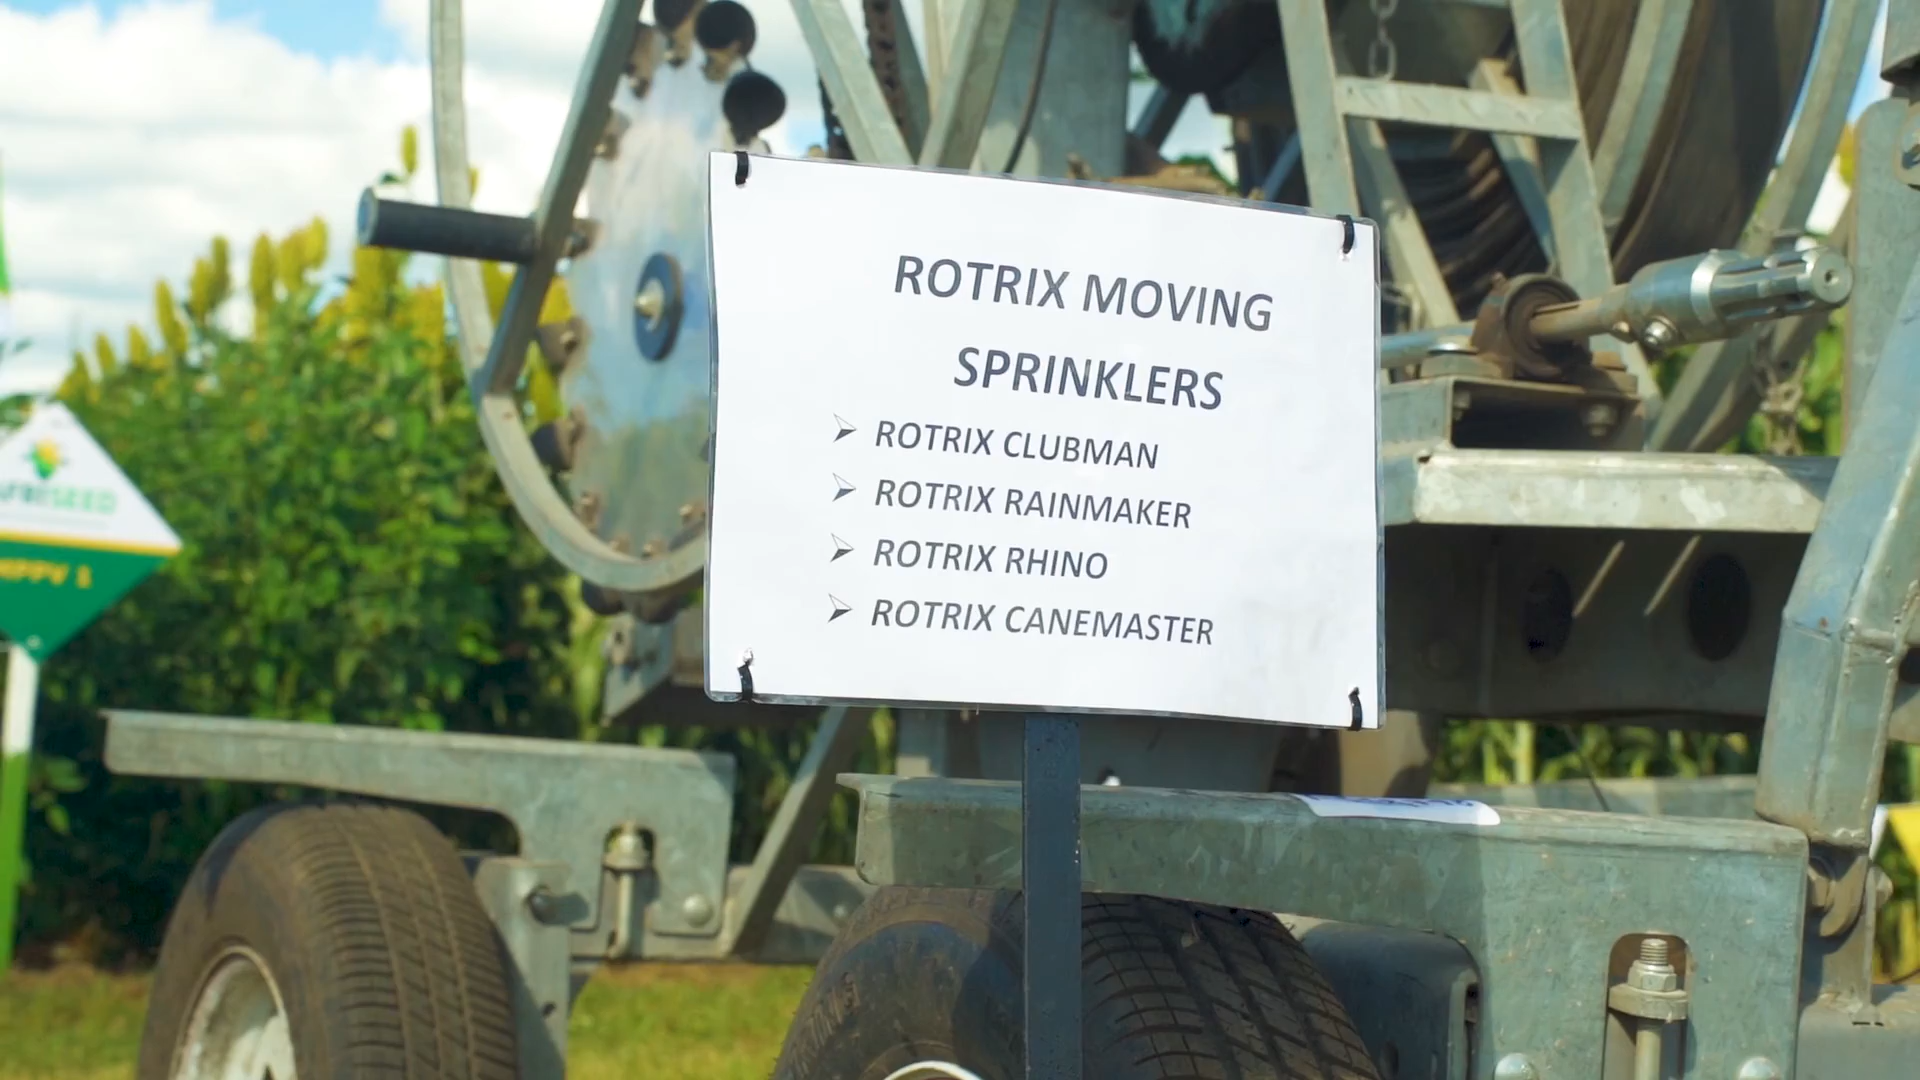 ROTRIX MOVING
SPRINKLERS
➢ ROTRIX CLUBMAN
➢ ROTRIX RAINMAKER
➢ ROTRIX RHINO
➢ ROTRIX CANEMASTER